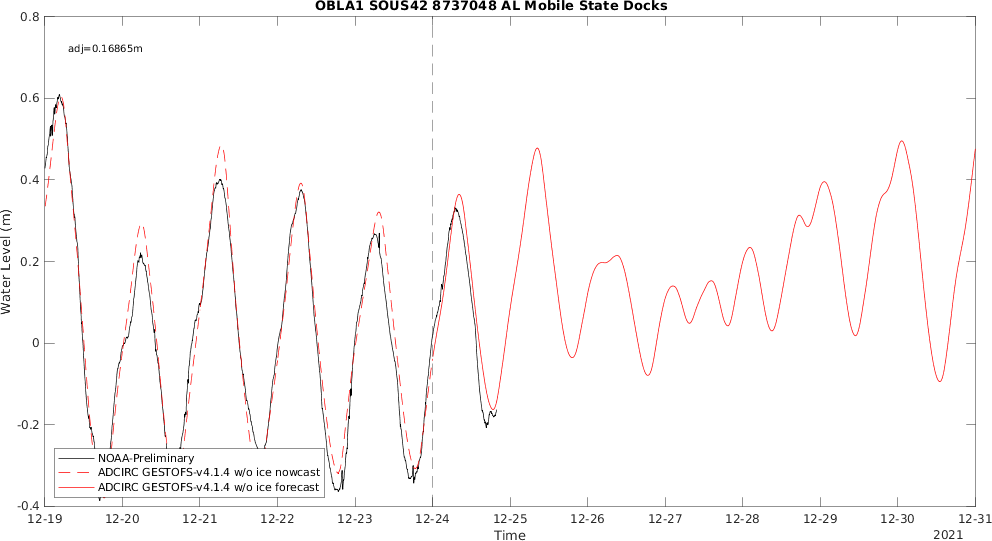 OBLA1 SOUS42 8737048 AL Mobile State Docks
adj=0.16865m
Water Level (m)
0.8
0.6
0.4
0.2
0
-0.2
-0.4
NOAA-Preliminary
ADCIRC GESTOFS-v4.1.4 w/o ice nowcast
ADCIRC GESTOFS-v4.1.4 w/o ice forecast
12-19 12-20 12-21 12-22 12-23 12-24 12-25 12-26 12-27 12-28 12-29 12-30 12-31
Time
2021